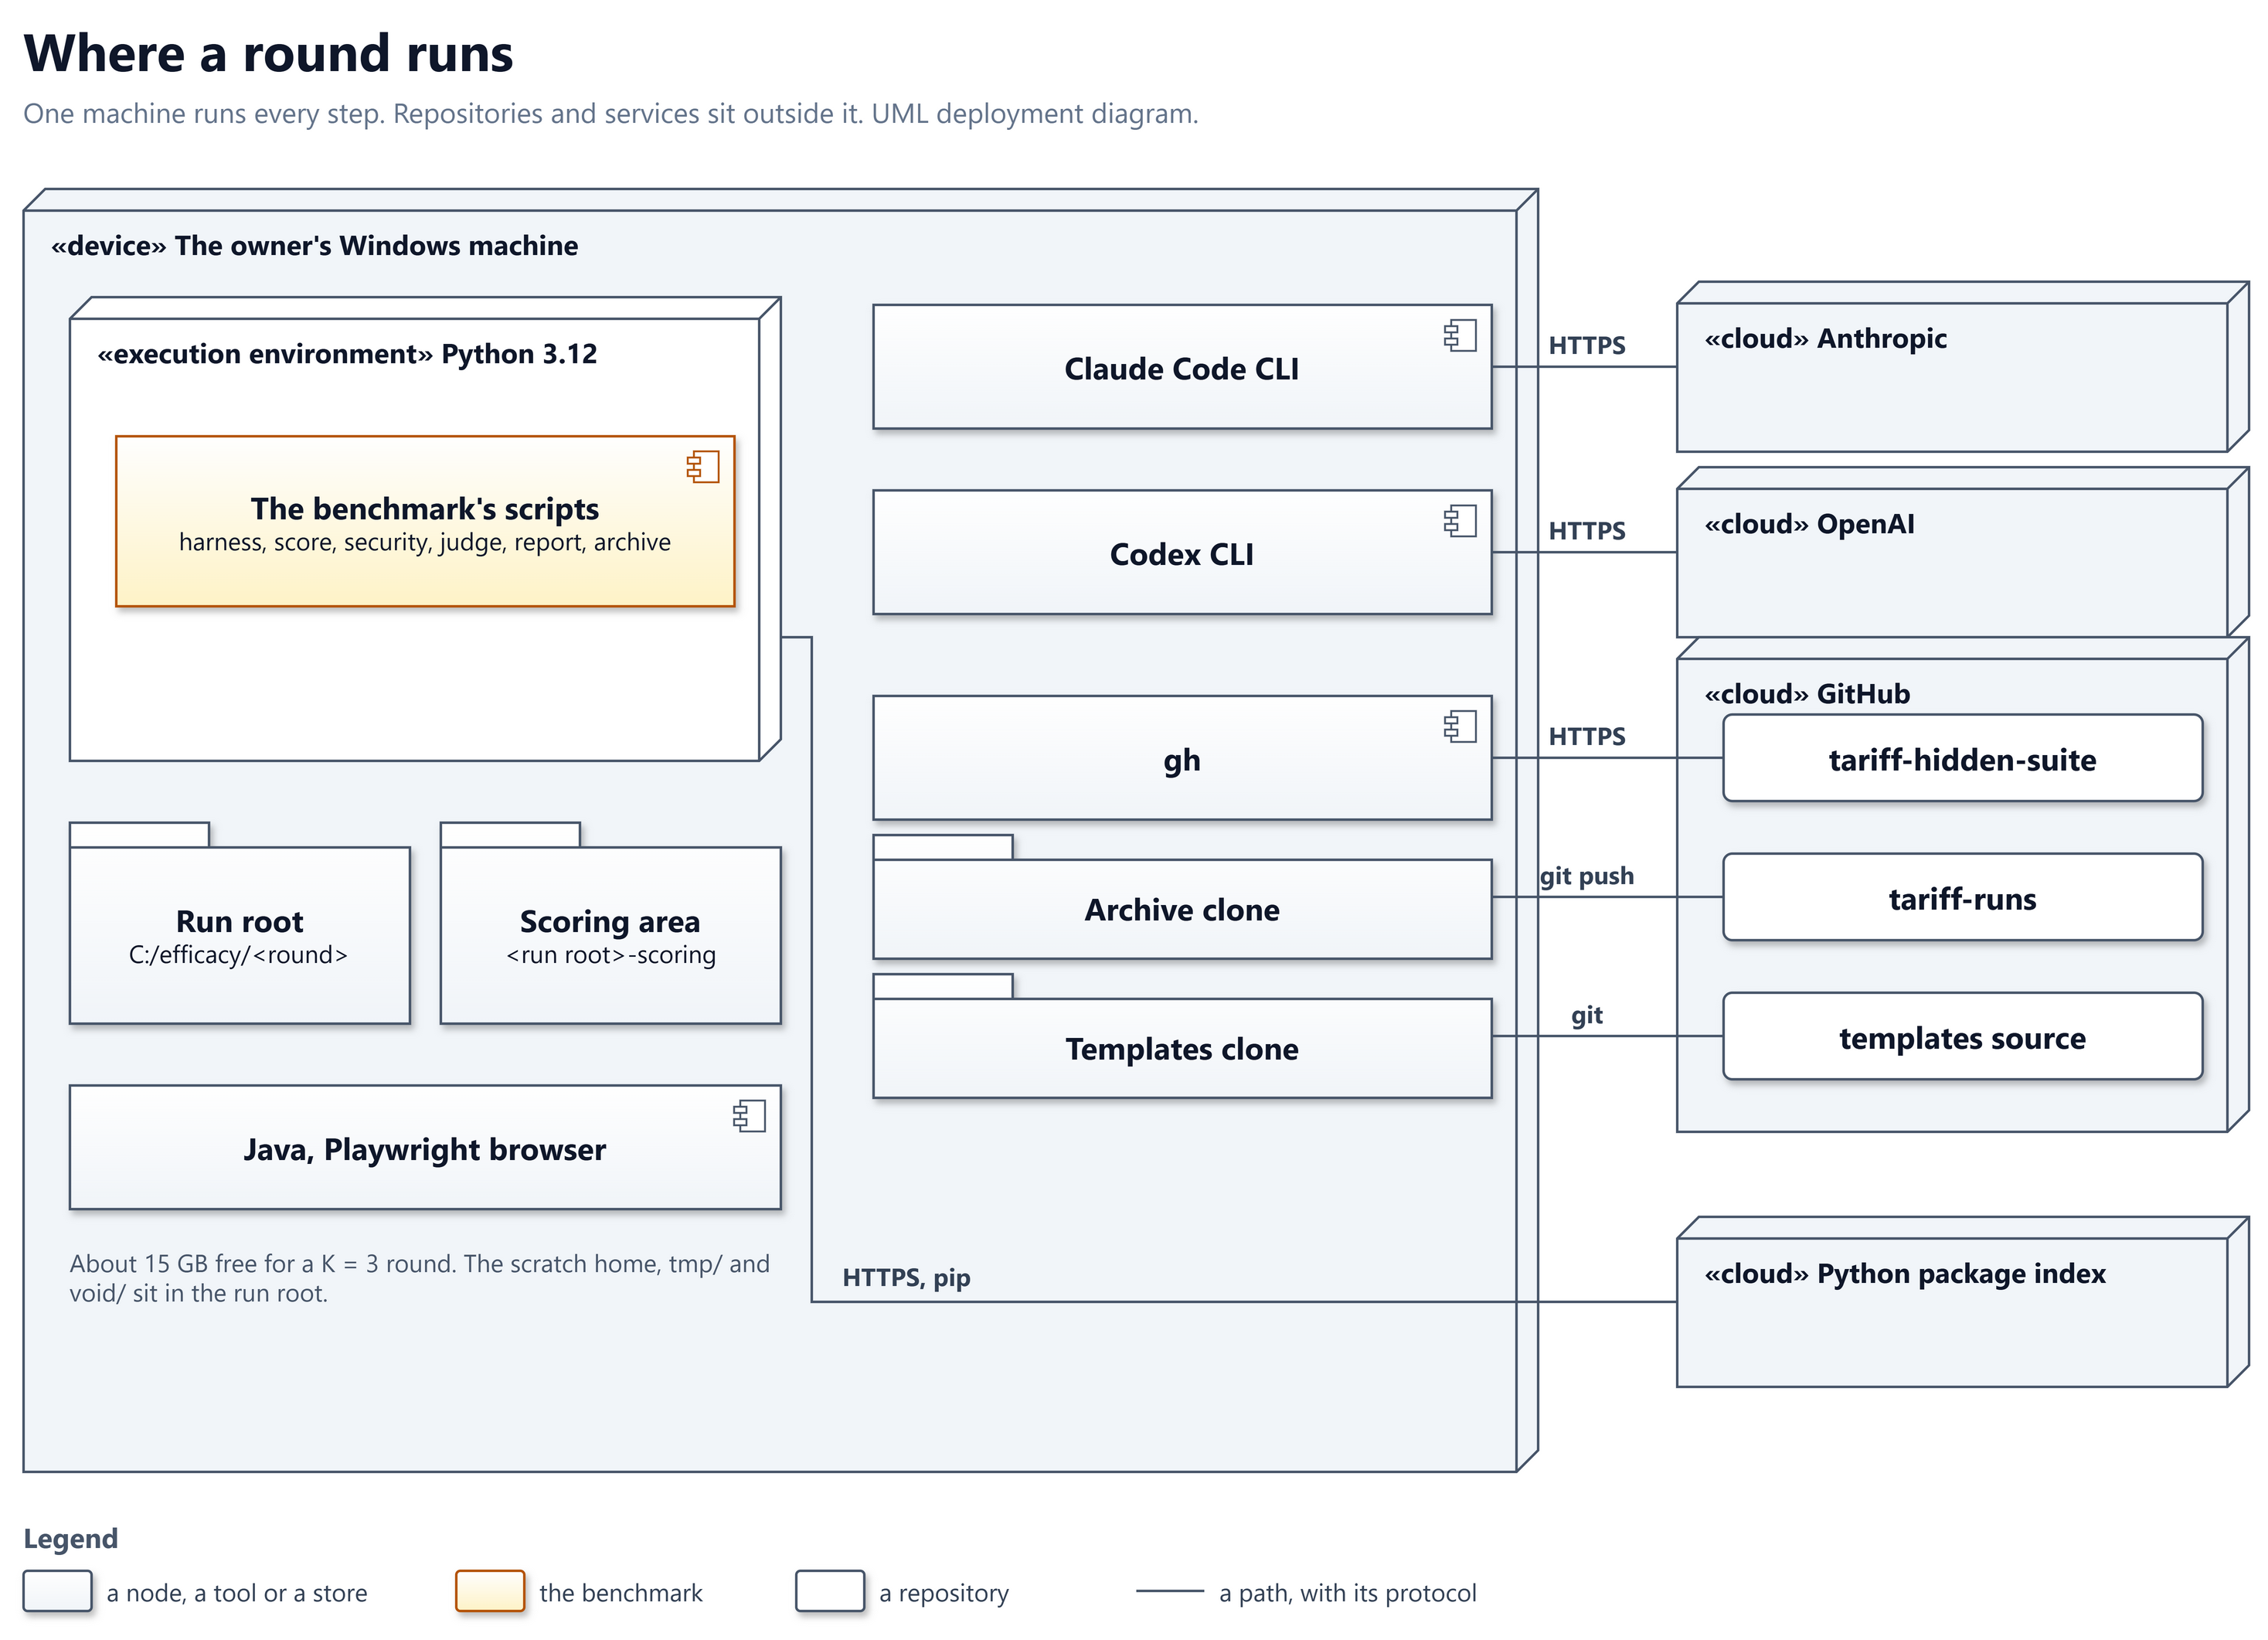 Where a round runs
One machine runs every step. Repositories and services sit outside it. UML deployment diagram.
«device» The owner's Windows machine
«execution environment» Python 3.12
The benchmark's scripts
harness, score, security, judge, report, archive
Run root
C:/efficacy/<round>
Scoring area
<run root>-scoring
Java, Playwright browser
About 15 GB free for a K = 3 round. The scratch home, tmp/ and
void/ sit in the run root.
Claude Code CLI
Codex CLI
gh
Archive clone
Templates clone
HTTPS, pip
HTTPS
HTTPS
HTTPS
git push
git
«cloud» Anthropic
«cloud» OpenAI
«cloud» GitHub
tariff-hidden-suite
tariff-runs
templates source
«cloud» Python package index
Legend
a node, a tool or a store
the benchmark
a repository
a path, with its protocol